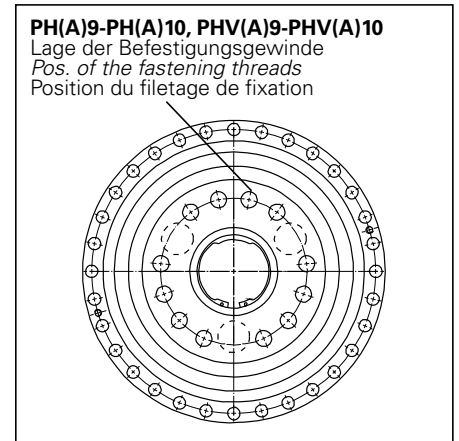 PH(A)9-PH(A)10, PHV(A)9-PHV(A)10
Lage der Befestigungsgewinde
Pos. of the fastening threads
Position du filetage de fixation